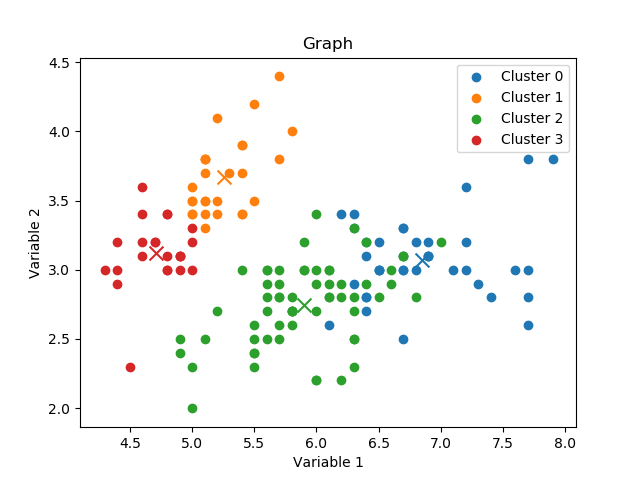 Graph
Cluster 0
Cluster 1
Cluster 2
Cluster 3
4.5
4.0
3.5
3.0
2.5
2.0
Variable 2
4.5 5.0 5.5 6.0 6.5 7.0 7.5 8.0
Variable 1